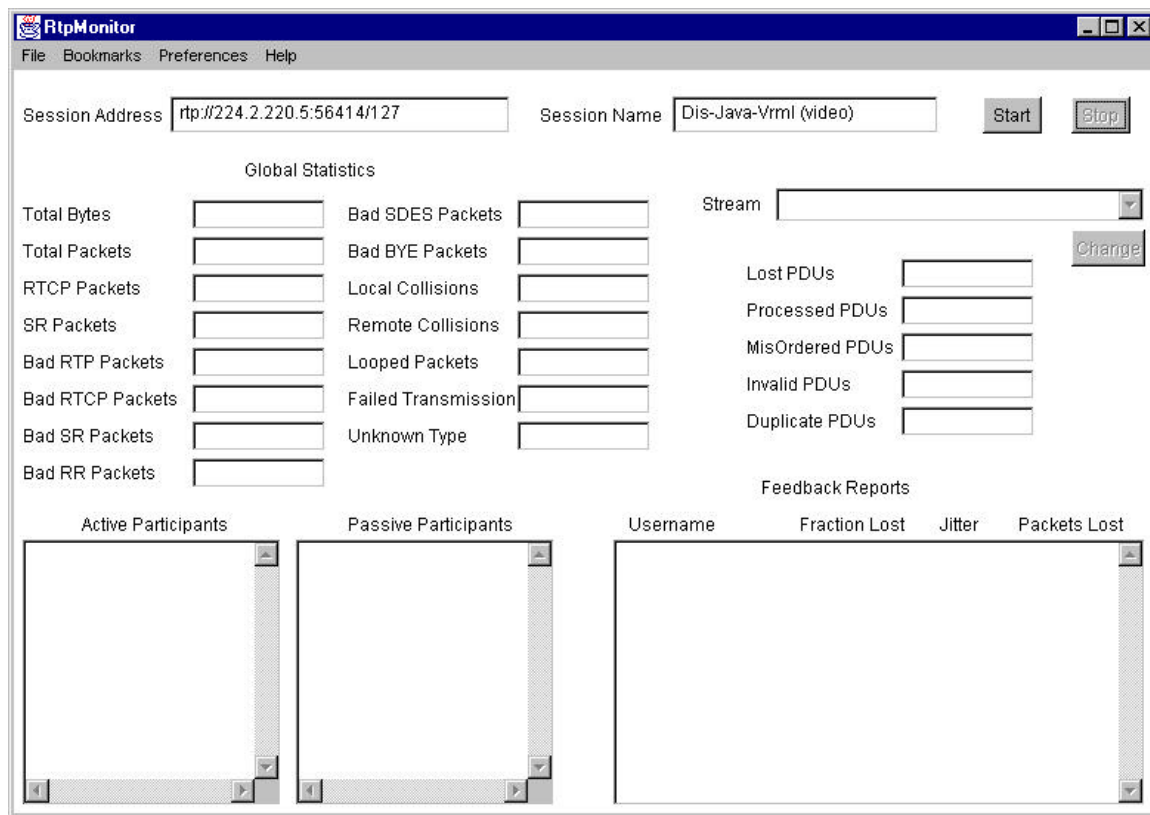 RtpMonitor
File Bookmarks Preferences Help
Session Address rtp://224.2.220.5:56414/127 Session Name Dis-Java-Vrml (video) Start Stop
Global Statistics
Total Bytes Bad SDES Packets Stream
Total Packets Bad BYE Packets Change
RTCP Packets Local Collisions Lost PDUs
SR Packets Remote Collisions Processed PDUs
Bad RTP Packets Looped Packets MisOrdered PDUs
Bad RTCP Packets Failed Transmission Invalid PDUs
Bad SR Packets Unknown Type Duplicate PDUs
Bad RR Packets
Feedback Reports
Active Participants Passive Participants Username Fraction Lost Jitter Packets Lost